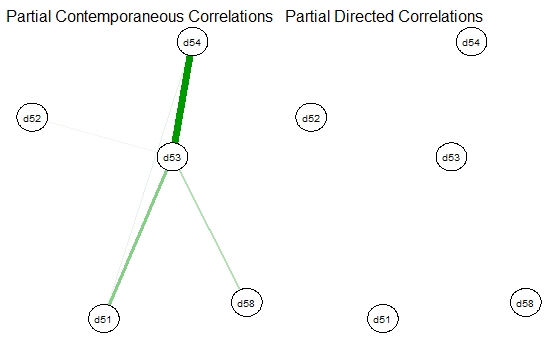 Partial Contemporaneous Correlations
d54
d52
d53
d58
d51
Partial Directed Correlations
d54
d52
d53
d58
d51